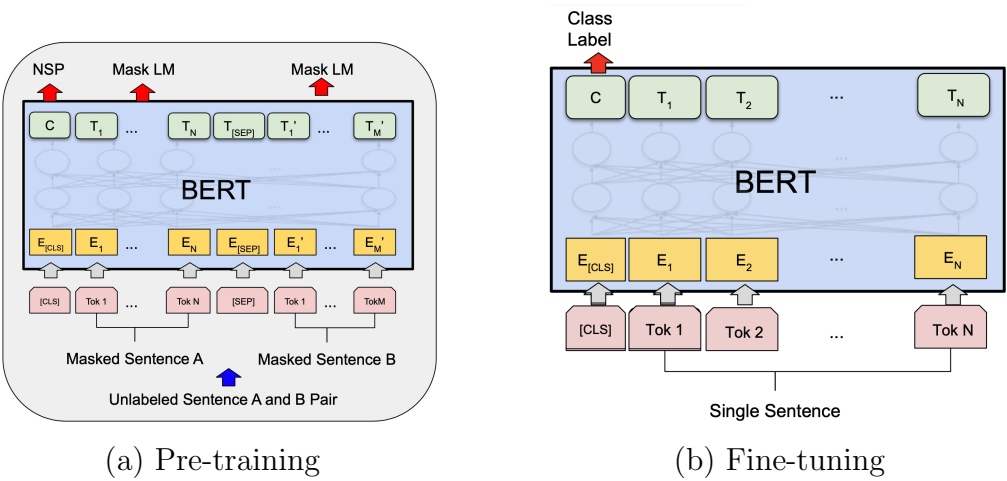 NSP Mask LM Mask LM
C T1 ... TN T[SEP] T1' ... TM'
...
...
BERT
E[CLS] E1 ... EN E[SEP] E1' ... EM'
[CLS] Tok 1 ... Tok N [SEP] Tok 1 ... TokM
Masked Sentence A Masked Sentence B
Unlabeled Sentence A and B Pair
(a) Pre-training
Class
Label
C T1 T2 ... TN
...
...
BERT
E[CLS] E1 E2 ... EN
[CLS] Tok 1 Tok 2 ... Tok N
Single Sentence
(b) Fine-tuning